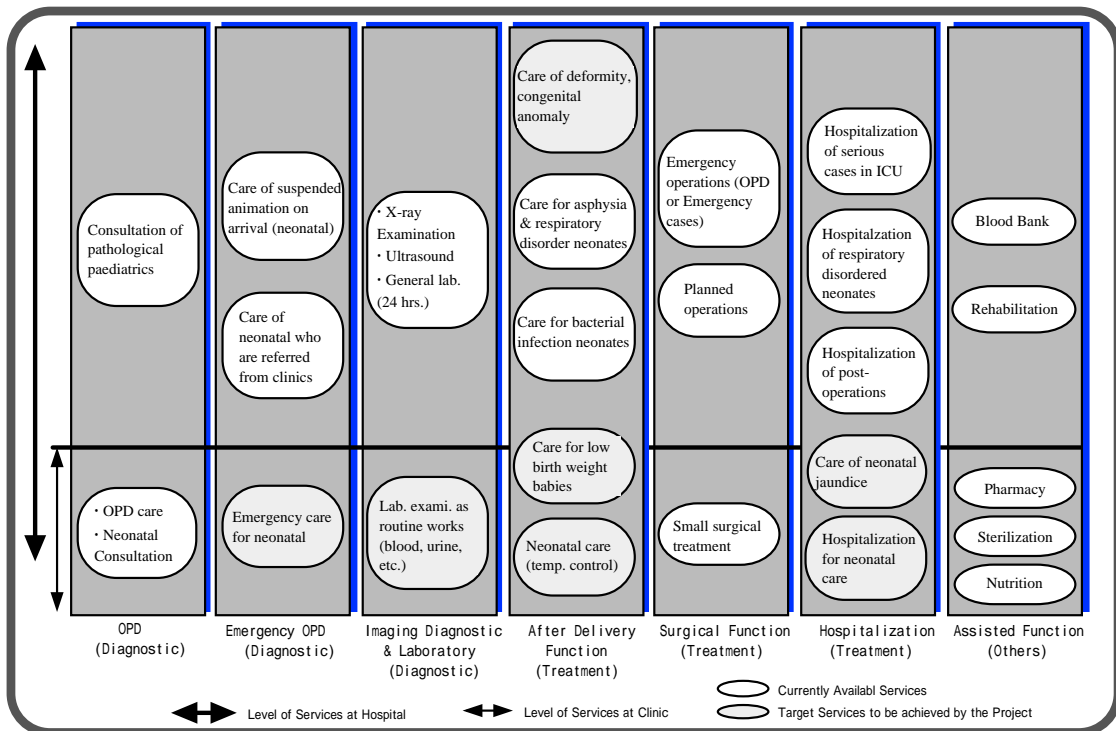 Consultation of
pathological
paediatrics
・OPD care
・Neonatal
Consultation
OPD
(Diagnostic)
Care of suspended
animation on
arrival (neonatal)
Care of
neonatal who
are referred
from clinics
Emergency care
for neonatal
Emergency OPD
(Diagnostic)
・X-ray
Examination
・Ultrasound
・General lab.
(24 hrs.)
Lab. exami. as
routine works
(blood, urine,
etc.)
Imaging Diagnostic
& Laboratory
(Diagnostic)
Care of deformity,
congenital
anomaly
Care for asphysia
& respiratory
disorder neonates
Care for bacterial
infection neonates
Care for low
birth weight
babies
Neonatal care
(temp. control)
After Delivery
Function
(Treatment)
Emergency
operations (OPD
or Emergency
cases)
Planned
operations
Small surgical
treatment
Surgical Function
(Treatment)
Hospitalization
of serious
cases in ICU
Hospitalzation
of respiratory
disordered
neonates
Hospitalization
of post-
operations
Care of neonatal
jaundice
Hospitalization
for neonatal
care
Hospitalization
(Treatment)
Blood Bank
Rehabilitation
Pharmacy
Sterilization
Nutrition
Assisted Function
(Others)
Level of Services at Hospital
Level of Services at Clinic
Currently Availabl Services
Target Services to be achieved by the Project